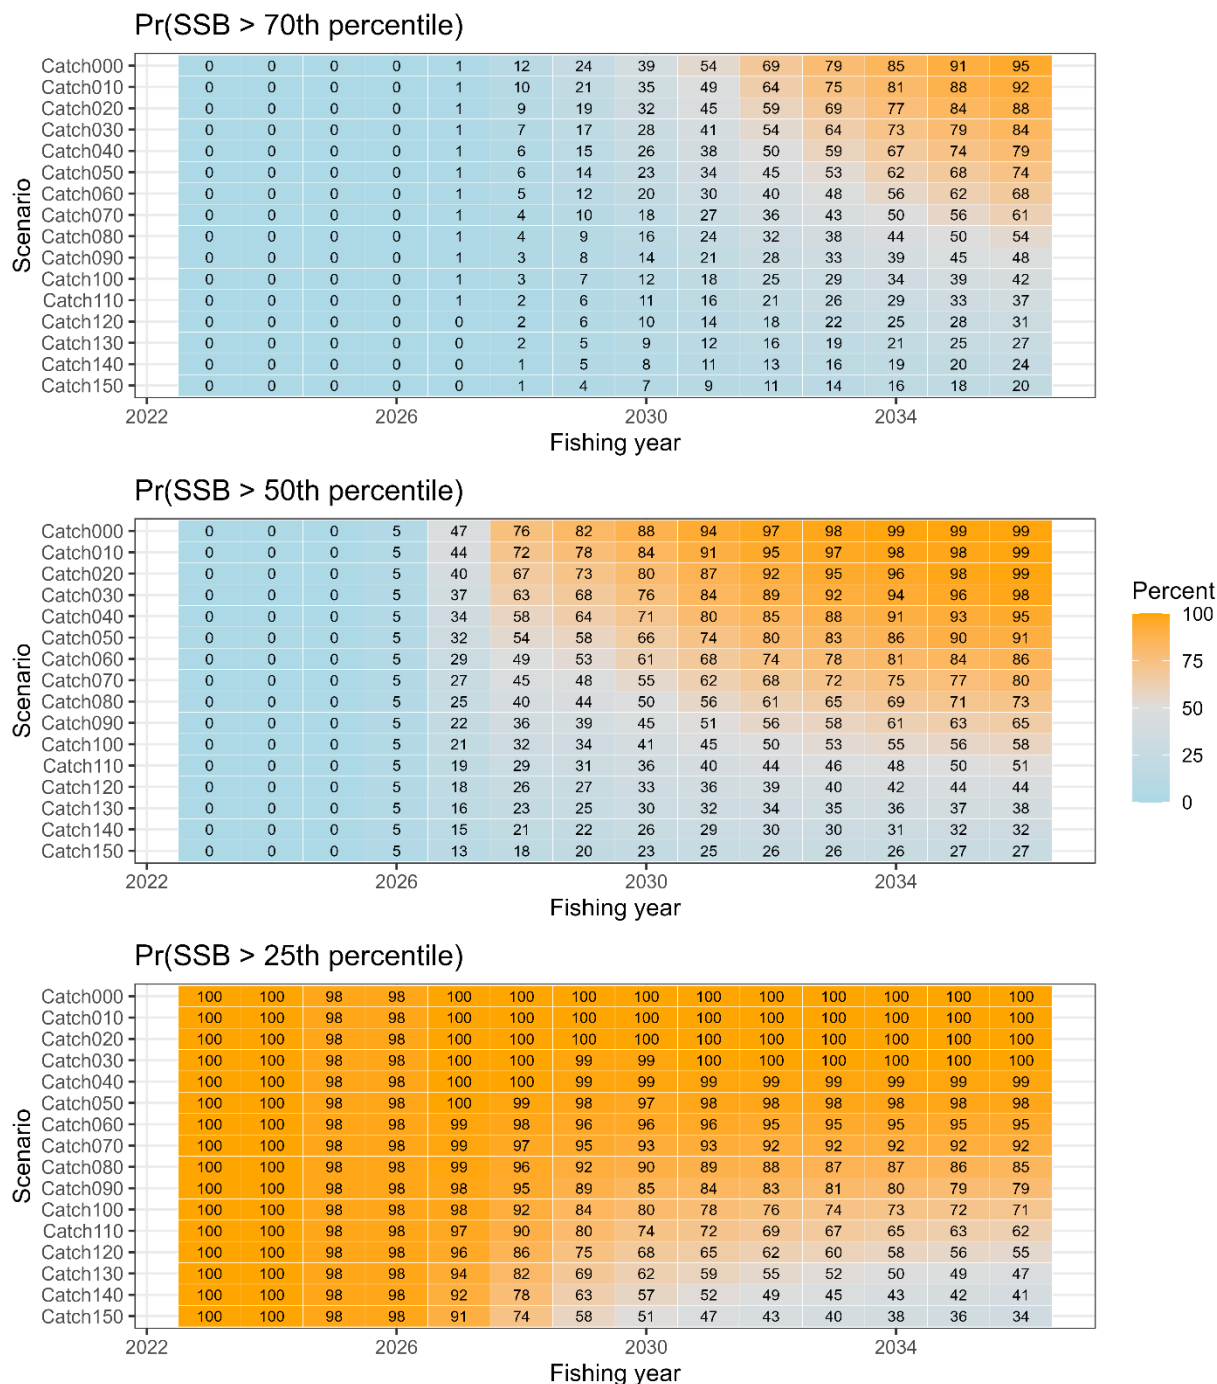 Pr(SSB > 70th percentile)
Scenario
Catch000 0 0 0 0 1 12 24 39 54 69 79 85 91 95
Catch010 0 0 0 0 1 10 21 35 49 64 75 81 88 92
Catch020 0 0 0 0 1 9 19 32 45 59 69 77 84 88
Catch030 0 0 0 0 1 7 17 28 41 54 64 73 79 84
Catch040 0 0 0 0 1 6 15 26 38 50 59 67 74 79
Catch050 0 0 0 0 1 6 14 23 34 45 53 62 68 74
Catch060 0 0 0 0 1 5 12 20 30 40 48 56 62 68
Catch070 0 0 0 0 1 4 10 18 27 36 43 50 56 61
Catch080 0 0 0 0 1 4 9 16 24 32 38 44 50 54
Catch090 0 0 0 0 1 3 8 14 21 28 33 39 45 48
Catch100 0 0 0 0 1 3 7 12 18 25 29 34 39 42
Catch110 0 0 0 0 1 2 6 11 16 21 26 29 33 37
Catch120 0 0 0 0 0 2 6 10 14 18 22 25 28 31
Catch130 0 0 0 0 0 2 5 9 12 16 19 21 25 27
Catch140 0 0 0 0 0 1 5 8 11 13 16 19 20 24
Catch150 0 0 0 0 0 1 4 7 9 11 14 16 18 20
2022 2026 2030 2034
Fishing year
Pr(SSB > 50th percentile)
Scenario
Catch000 0 0 0 5 47 76 82 88 94 97 98 99 99 99
Catch010 0 0 0 5 44 72 78 84 91 95 97 98 98 99
Catch020 0 0 0 5 40 67 73 80 87 92 95 96 98 99
Catch030 0 0 0 5 37 63 68 76 84 89 92 94 96 98
Catch040 0 0 0 5 34 58 64 71 80 85 88 91 93 95
Catch050 0 0 0 5 32 54 58 66 74 80 83 86 90 91
Catch060 0 0 0 5 29 49 53 61 68 74 78 81 84 86
Catch070 0 0 0 5 27 45 48 55 62 68 72 75 77 80
Catch080 0 0 0 5 25 40 44 50 56 61 65 69 71 73
Catch090 0 0 0 5 22 36 39 45 51 56 58 61 63 65
Catch100 0 0 0 5 21 32 34 41 45 50 53 55 56 58
Catch110 0 0 0 5 19 29 31 36 40 44 46 48 50 51
Catch120 0 0 0 5 18 26 27 33 36 39 40 42 44 44
Catch130 0 0 0 5 16 23 25 30 32 34 35 36 37 38
Catch140 0 0 0 5 15 21 22 26 29 30 30 31 32 32
Catch150 0 0 0 5 13 18 20 23 25 26 26 26 27 27
2022 2026 2030 2034
Fishing year
Percent
100
75
50
25
0
Pr(SSB > 25th percentile)
Scenario
Catch000 100 100 98 98 100 100 100 100 100 100 100 100 100 100
Catch010 100 100 98 98 100 100 100 100 100 100 100 100 100 100
Catch020 100 100 98 98 100 100 100 100 100 100 100 100 100 100
Catch030 100 100 98 98 100 100 99 99 100 100 100 100 100 100
Catch040 100 100 98 98 100 100 99 99 99 99 99 99 99 99
Catch050 100 100 98 98 100 99 98 97 98 98 98 98 98 98
Catch060 100 100 98 98 99 98 96 96 96 95 95 95 95 95
Catch070 100 100 98 98 99 97 95 93 93 92 92 92 92 92
Catch080 100 100 98 98 99 96 92 90 89 88 87 87 86 85
Catch090 100 100 98 98 98 95 89 85 84 83 81 80 79 79
Catch100 100 100 98 98 98 92 84 80 78 76 74 73 72 71
Catch110 100 100 98 98 97 90 80 74 72 69 67 65 63 62
Catch120 100 100 98 98 96 86 75 68 65 62 60 58 56 55
Catch130 100 100 98 98 94 82 69 62 59 55 52 50 49 47
Catch140 100 100 98 98 92 78 63 57 52 49 45 43 42 41
Catch150 100 100 98 98 91 74 58 51 47 43 40 38 36 34
2022 2026 2030 2034
Fishing year